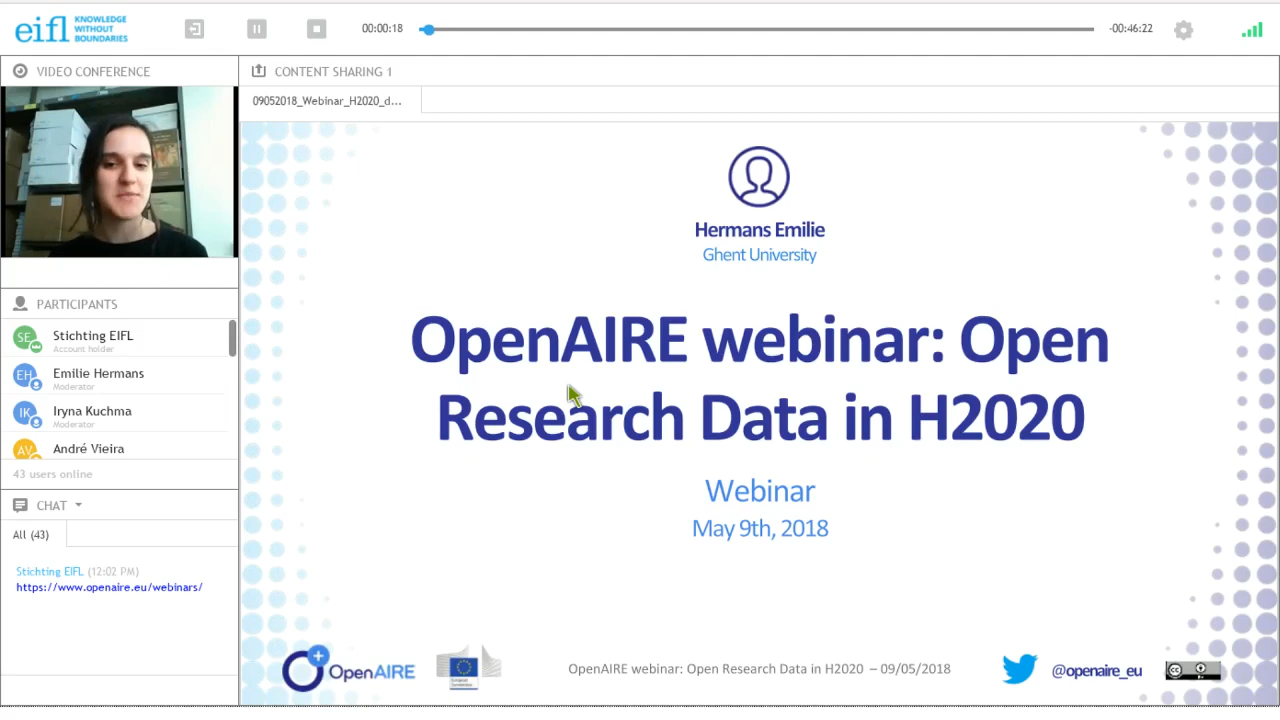 eifl KNOWLEDGE
WITHOUT
BOUNDARIES
00:00:18
-00:46:22
VIDEO CONFERENCE
CONTENT SHARING 1
09052018_Webinar_H2020_d...
Hermans Emilie
Ghent University
OpenAIRE webinar: Open
Research Data in H2020
Webinar
May 9th, 2018
PARTICIPANTS
SE
Stichting EIFL
Account holder
EH
Emilie Hermans
Moderator
IK
Iryna Kuchma
Moderator
AV
André Vieira
43 users online
CHAT
All (43)
Stichting EIFL (12:02 PM)
https://www.openaire.eu/webinars/
OpenAIRE
OpenAIRE webinar: Open Research Data in H2020 – 09/05/2018
@openaire_eu
cc